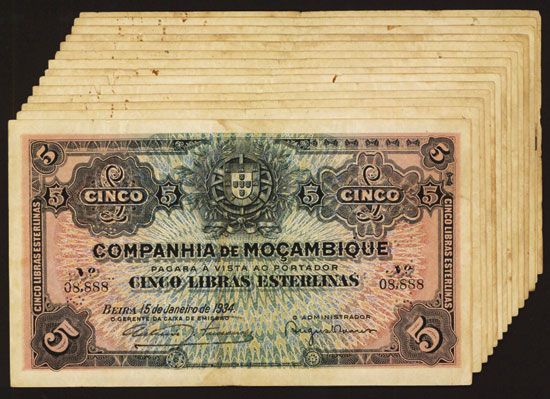 5 5
5 CINCO 5 5 CINCO 5
COMPANHIA DE MOÇAMBIQUE
PAGARÁ À VISTA AO PORTADOR
CINCO LIBRAS ESTERLINAS
Nº 08,888 Nº 08,888
BEIRA, 15 de Janeiro de 1934.
O GERENTE DA CAIXA DE EMISSÃO O ADMINISTRADOR
5 5
CINCO LIBRAS ESTERLINAS
CINCO LIBRAS ESTERLINAS